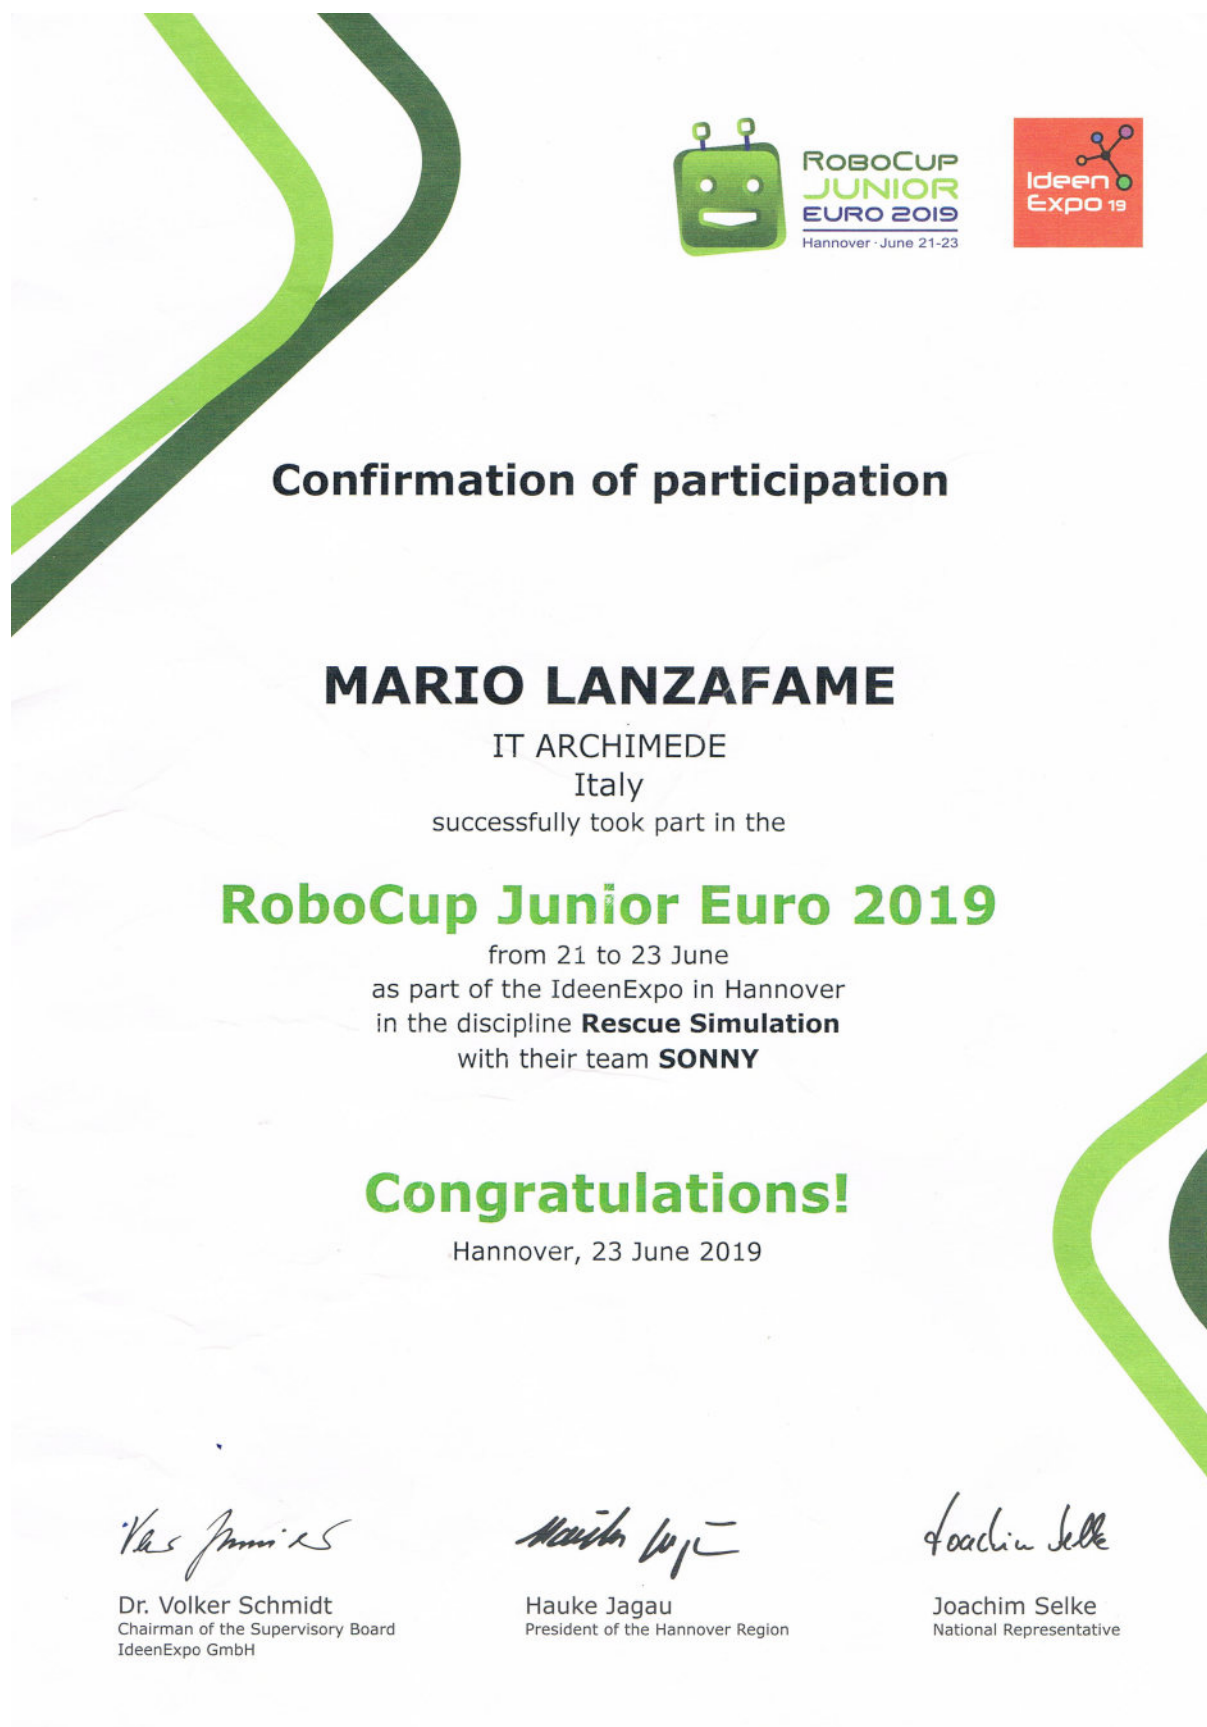 ROBOCUP
JUNIOR
EURO 2019
Hannover · June 21-23
Ideen
Expo 19
Confirmation of participation
MARIO LANZAFAME
IT ARCHIMEDE
Italy
successfully took part in the
RoboCup Junior Euro 2019
from 21 to 23 June
as part of the IdeenExpo in Hannover
in the discipline Rescue Simulation
with their team SONNY
Congratulations!
Hannover, 23 June 2019
Joachim Selke
Dr. Volker Schmidt
Chairman of the Supervisory Board
IdeenExpo GmbH
Hauke Jagau
President of the Hannover Region
Joachim Selke
National Representative